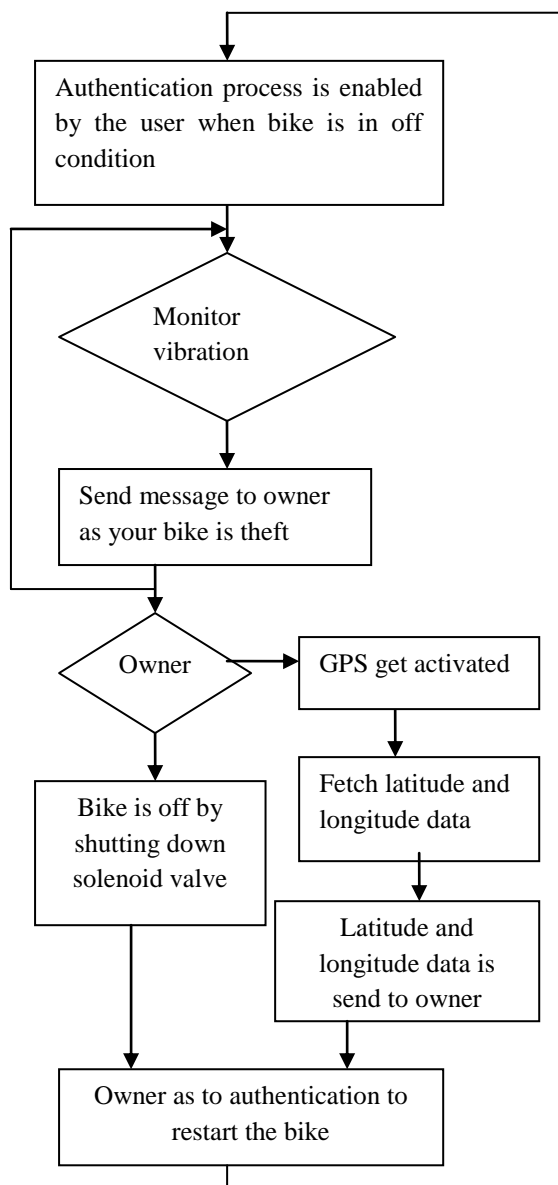 Authentication process is enabled
by the user when bike is in off
condition
Monitor
vibration
Send message to owner
as your bike is theft
Owner
GPS get activated
Bike is off by
shutting down
solenoid valve
Fetch latitude and
longitude data
Latitude and
longitude data is
send to owner
Owner as to authentication to
restart the bike